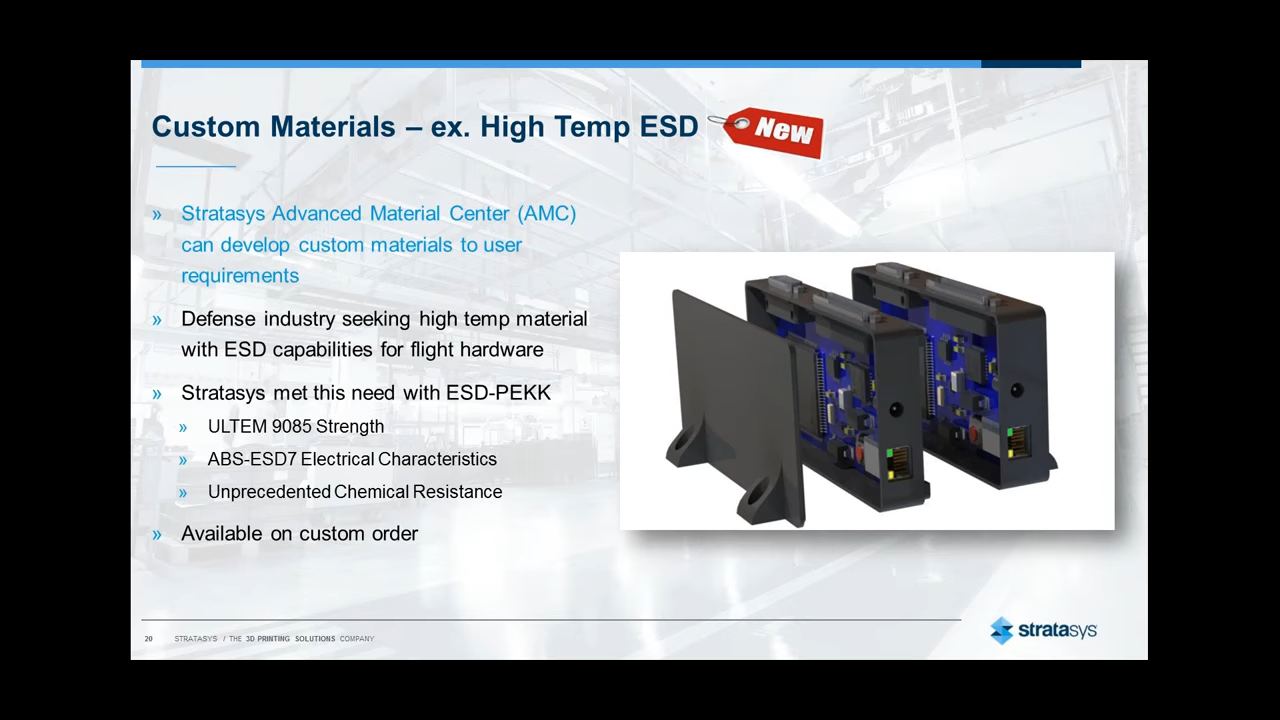 Custom Materials – ex. High Temp ESD
New
» Stratasys Advanced Material Center (AMC)
can develop custom materials to user
requirements
» Defense industry seeking high temp material
with ESD capabilities for flight hardware
» Stratasys met this need with ESD-PEKK
» ULTEM 9085 Strength
» ABS-ESD7 Electrical Characteristics
» Unprecedented Chemical Resistance
» Available on custom order
20 STRATASYS / THE 3D PRINTING SOLUTIONS COMPANY
stratasys